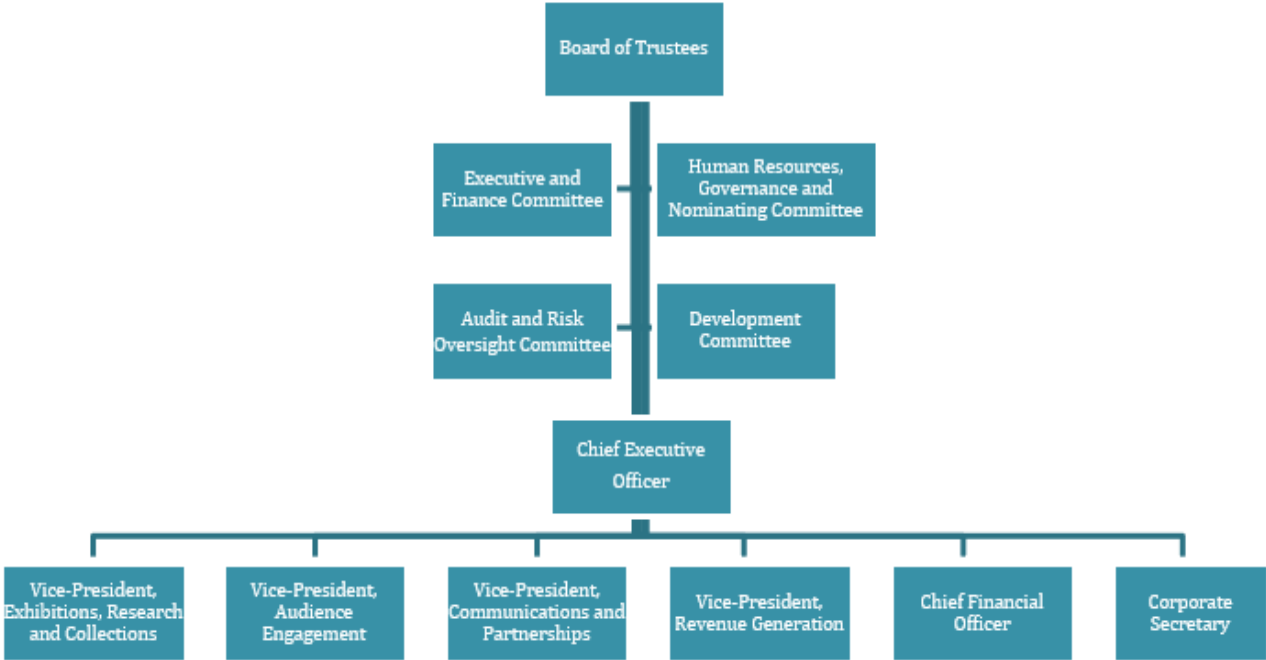 Board of Trustees
Executive and
Finance Committee
Human Resources,
Governance and
Nominating Committee
Audit and Risk
Oversight Committee
Development
Committee
Chief Executive
Officer
Vice-President,
Exhibitions, Research
and Collections
Vice-President,
Audience
Engagement
Vice-President,
Communications and
Partnerships
Vice-President,
Revenue Generation
Chief Financial
Officer
Corporate
Secretary